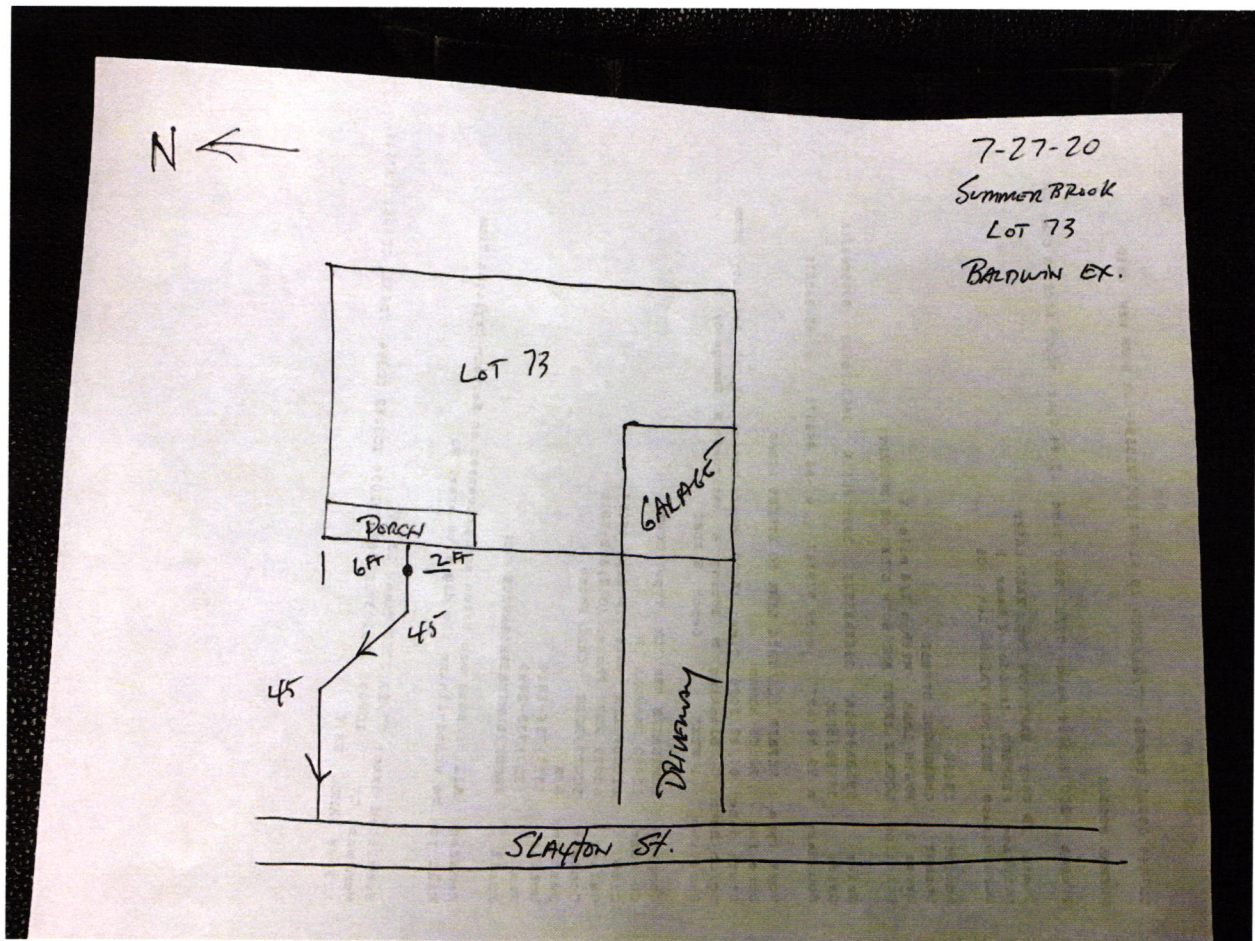 N
7-27-20
SUMMER BROOK
LOT 73
BALDWIN EX.
LOT 73
GARAGE
PORCH
6FT 2FT
45
45
DRIVEWAY
SLAYTON St.